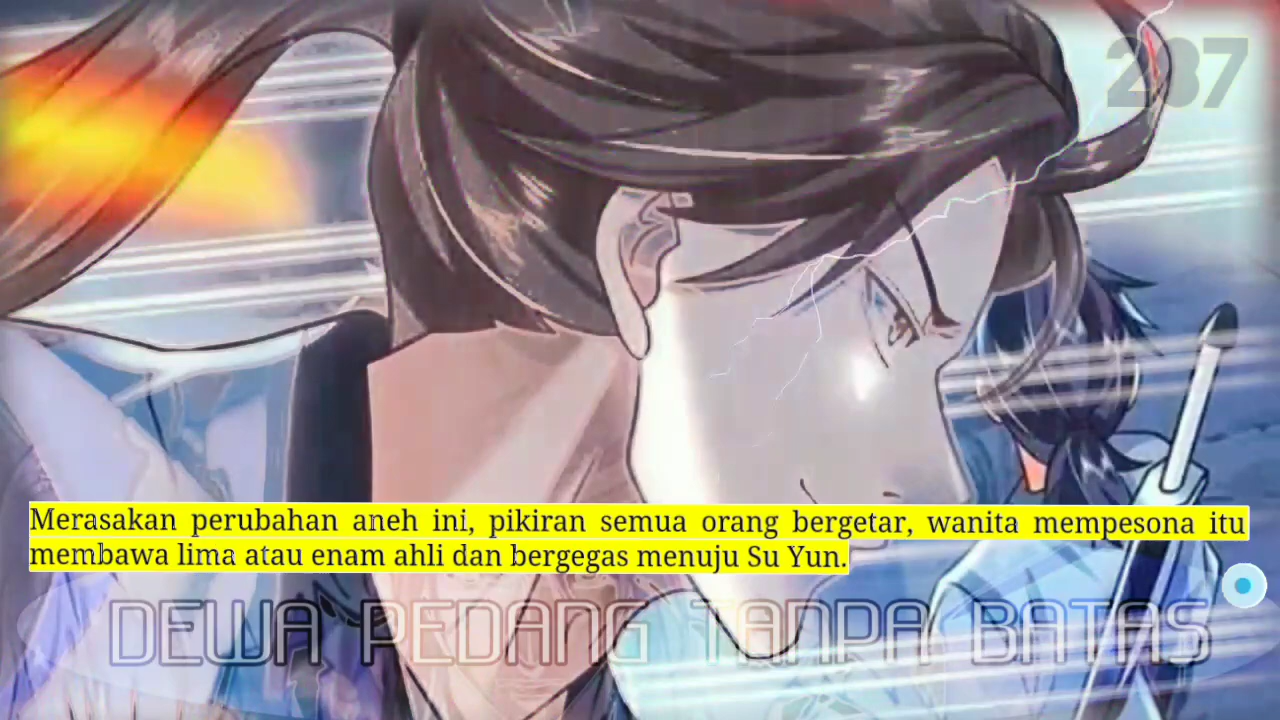 287
Merasakan perubahan aneh ini, pikiran semua orang bergetar, wanita mempesona itu
membawa lima atau enam ahli dan bergegas menuju Su Yun.
DEWA PEDANG TANPA BATAS